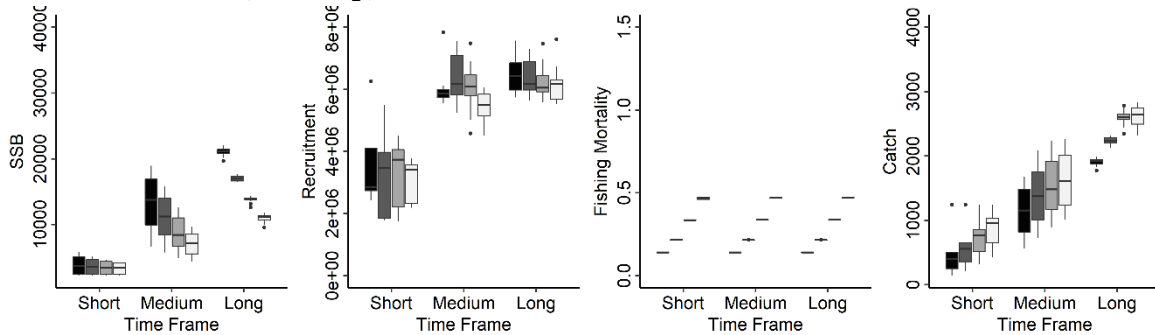 SSB
10000 20000 30000 40000
Short Medium Long
Time Frame
Recruitment
0e+00 2e+06 4e+06 6e+06 8e+06
Short Medium Long
Time Frame
Fishing Mortality
0.0 0.5 1.0 1.5
Short Medium Long
Time Frame
Catch
0 1000 2000 3000 4000
Short Medium Long
Time Frame